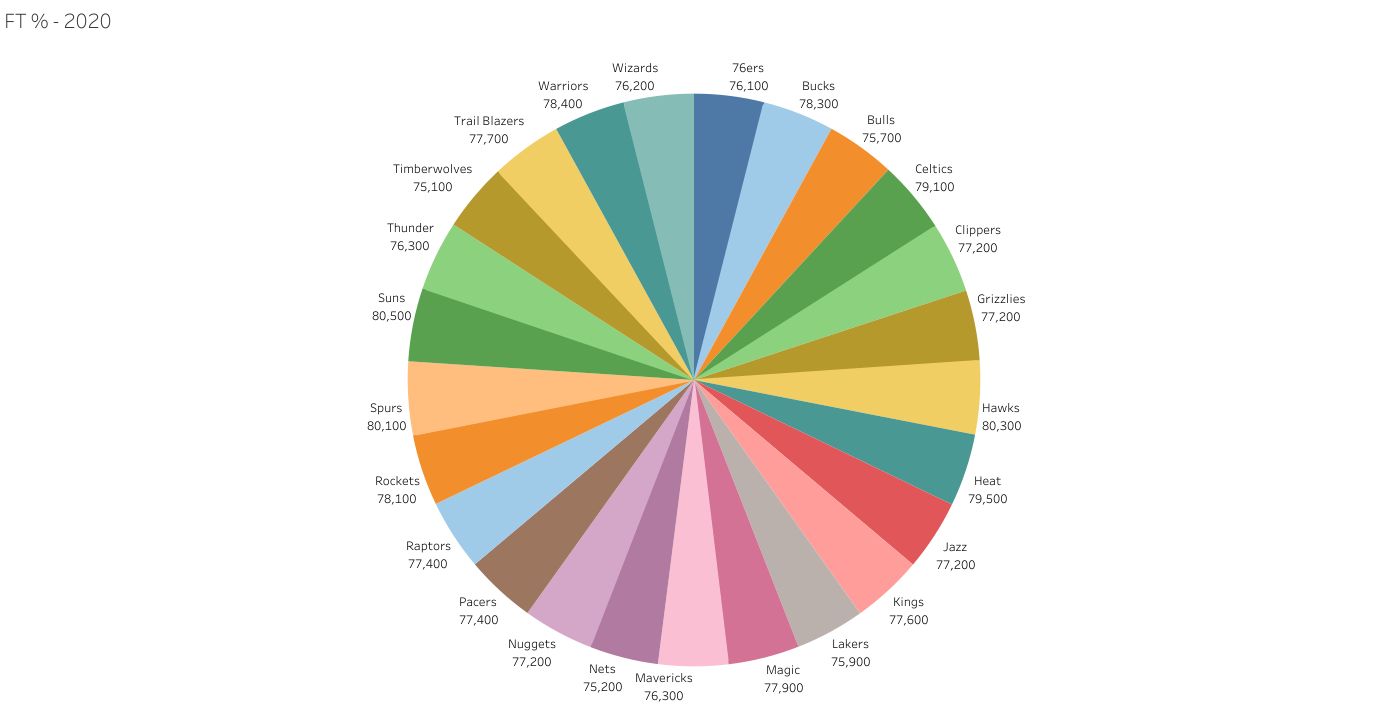 FT % - 2020
Wizards
76,200
76ers
76,100
Warriors
78,400
Bucks
78,300
Trail Blazers
77,700
Bulls
75,700
Timberwolves
75,100
Celtics
79,100
Thunder
76,300
Clippers
77,200
Suns
80,500
Grizzlies
77,200
Spurs
80,100
Hawks
80,300
Rockets
78,100
Heat
79,500
Raptors
77,400
Jazz
77,200
Pacers
77,400
Kings
77,600
Nuggets
77,200
Lakers
75,900
Nets
75,200
Mavericks
76,300
Magic
77,900